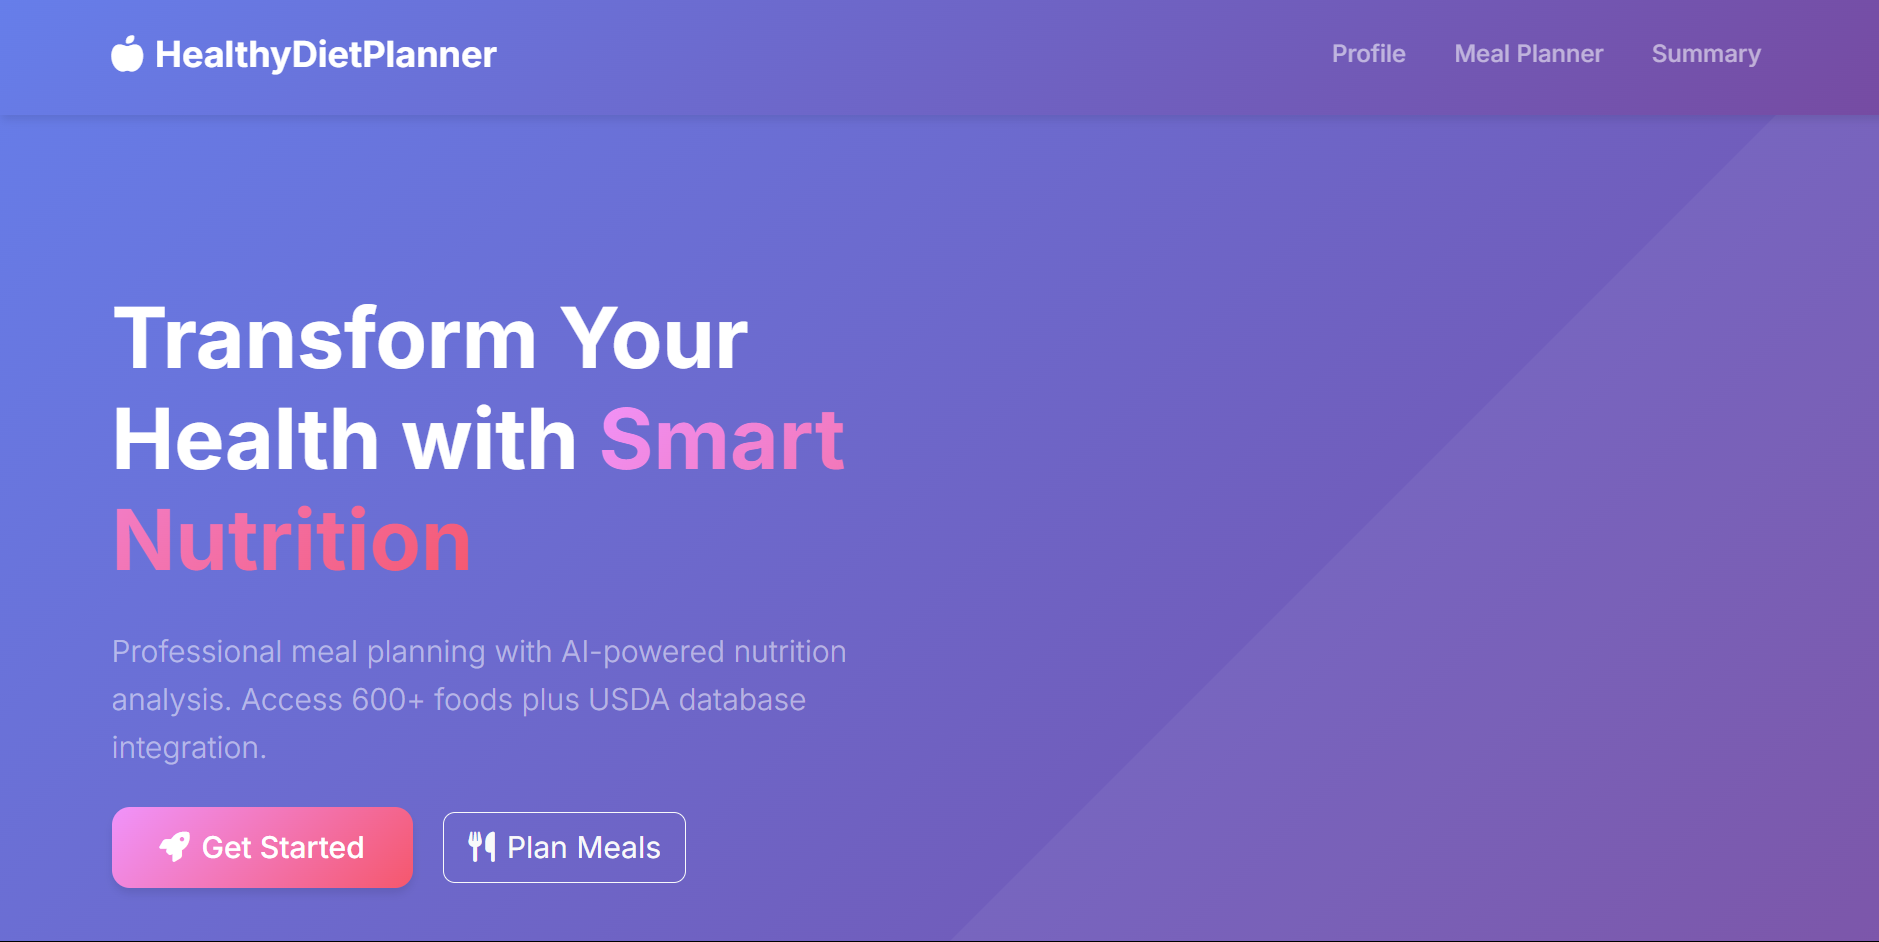 HealthyDietPlanner
Profile
Meal Planner
Summary
Transform Your
Health with Smart
Nutrition
Professional meal planning with AI-powered nutrition
analysis. Access 600+ foods plus USDA database
integration.
Get Started
Plan Meals